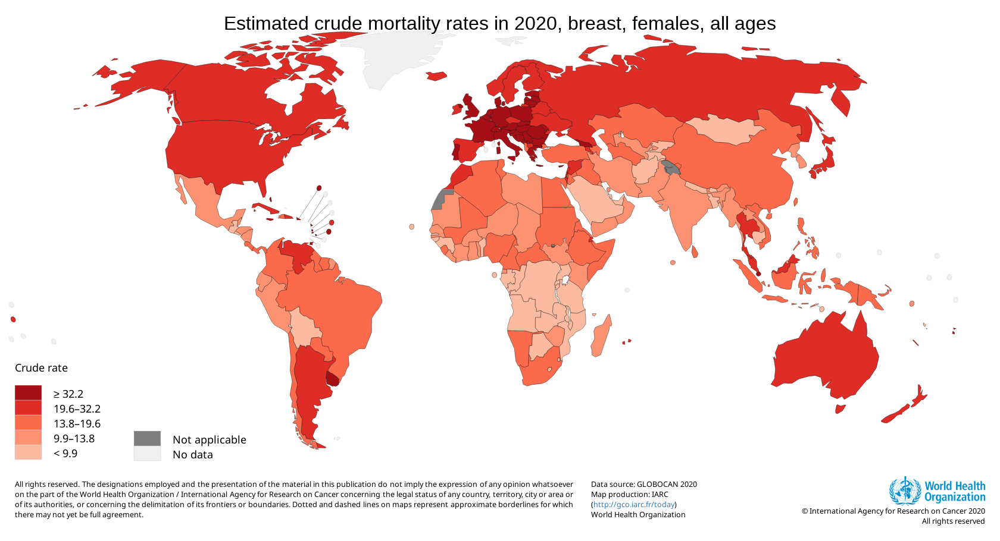 Estimated crude mortality rates in 2020, breast, females, all ages
Crude rate
≥ 32.2
19.6–32.2
13.8–19.6
9.9–13.8
< 9.9
Not applicable
No data
All rights reserved. The designations employed and the presentation of the material in this publication do not imply the expression of any opinion whatsoever
on the part of the World Health Organization / International Agency for Research on Cancer concerning the legal status of any country, territory, city or area or
of its authorities, or concerning the delimitation of its frontiers or boundaries. Dotted and dashed lines on maps represent approximate borderlines for which
there may not yet be full agreement.
Data source: GLOBOCAN 2020
Map production: IARC
(http://gco.iarc.fr/today)
World Health Organization
World Health
Organization
© International Agency for Research on Cancer 2020
All rights reserved